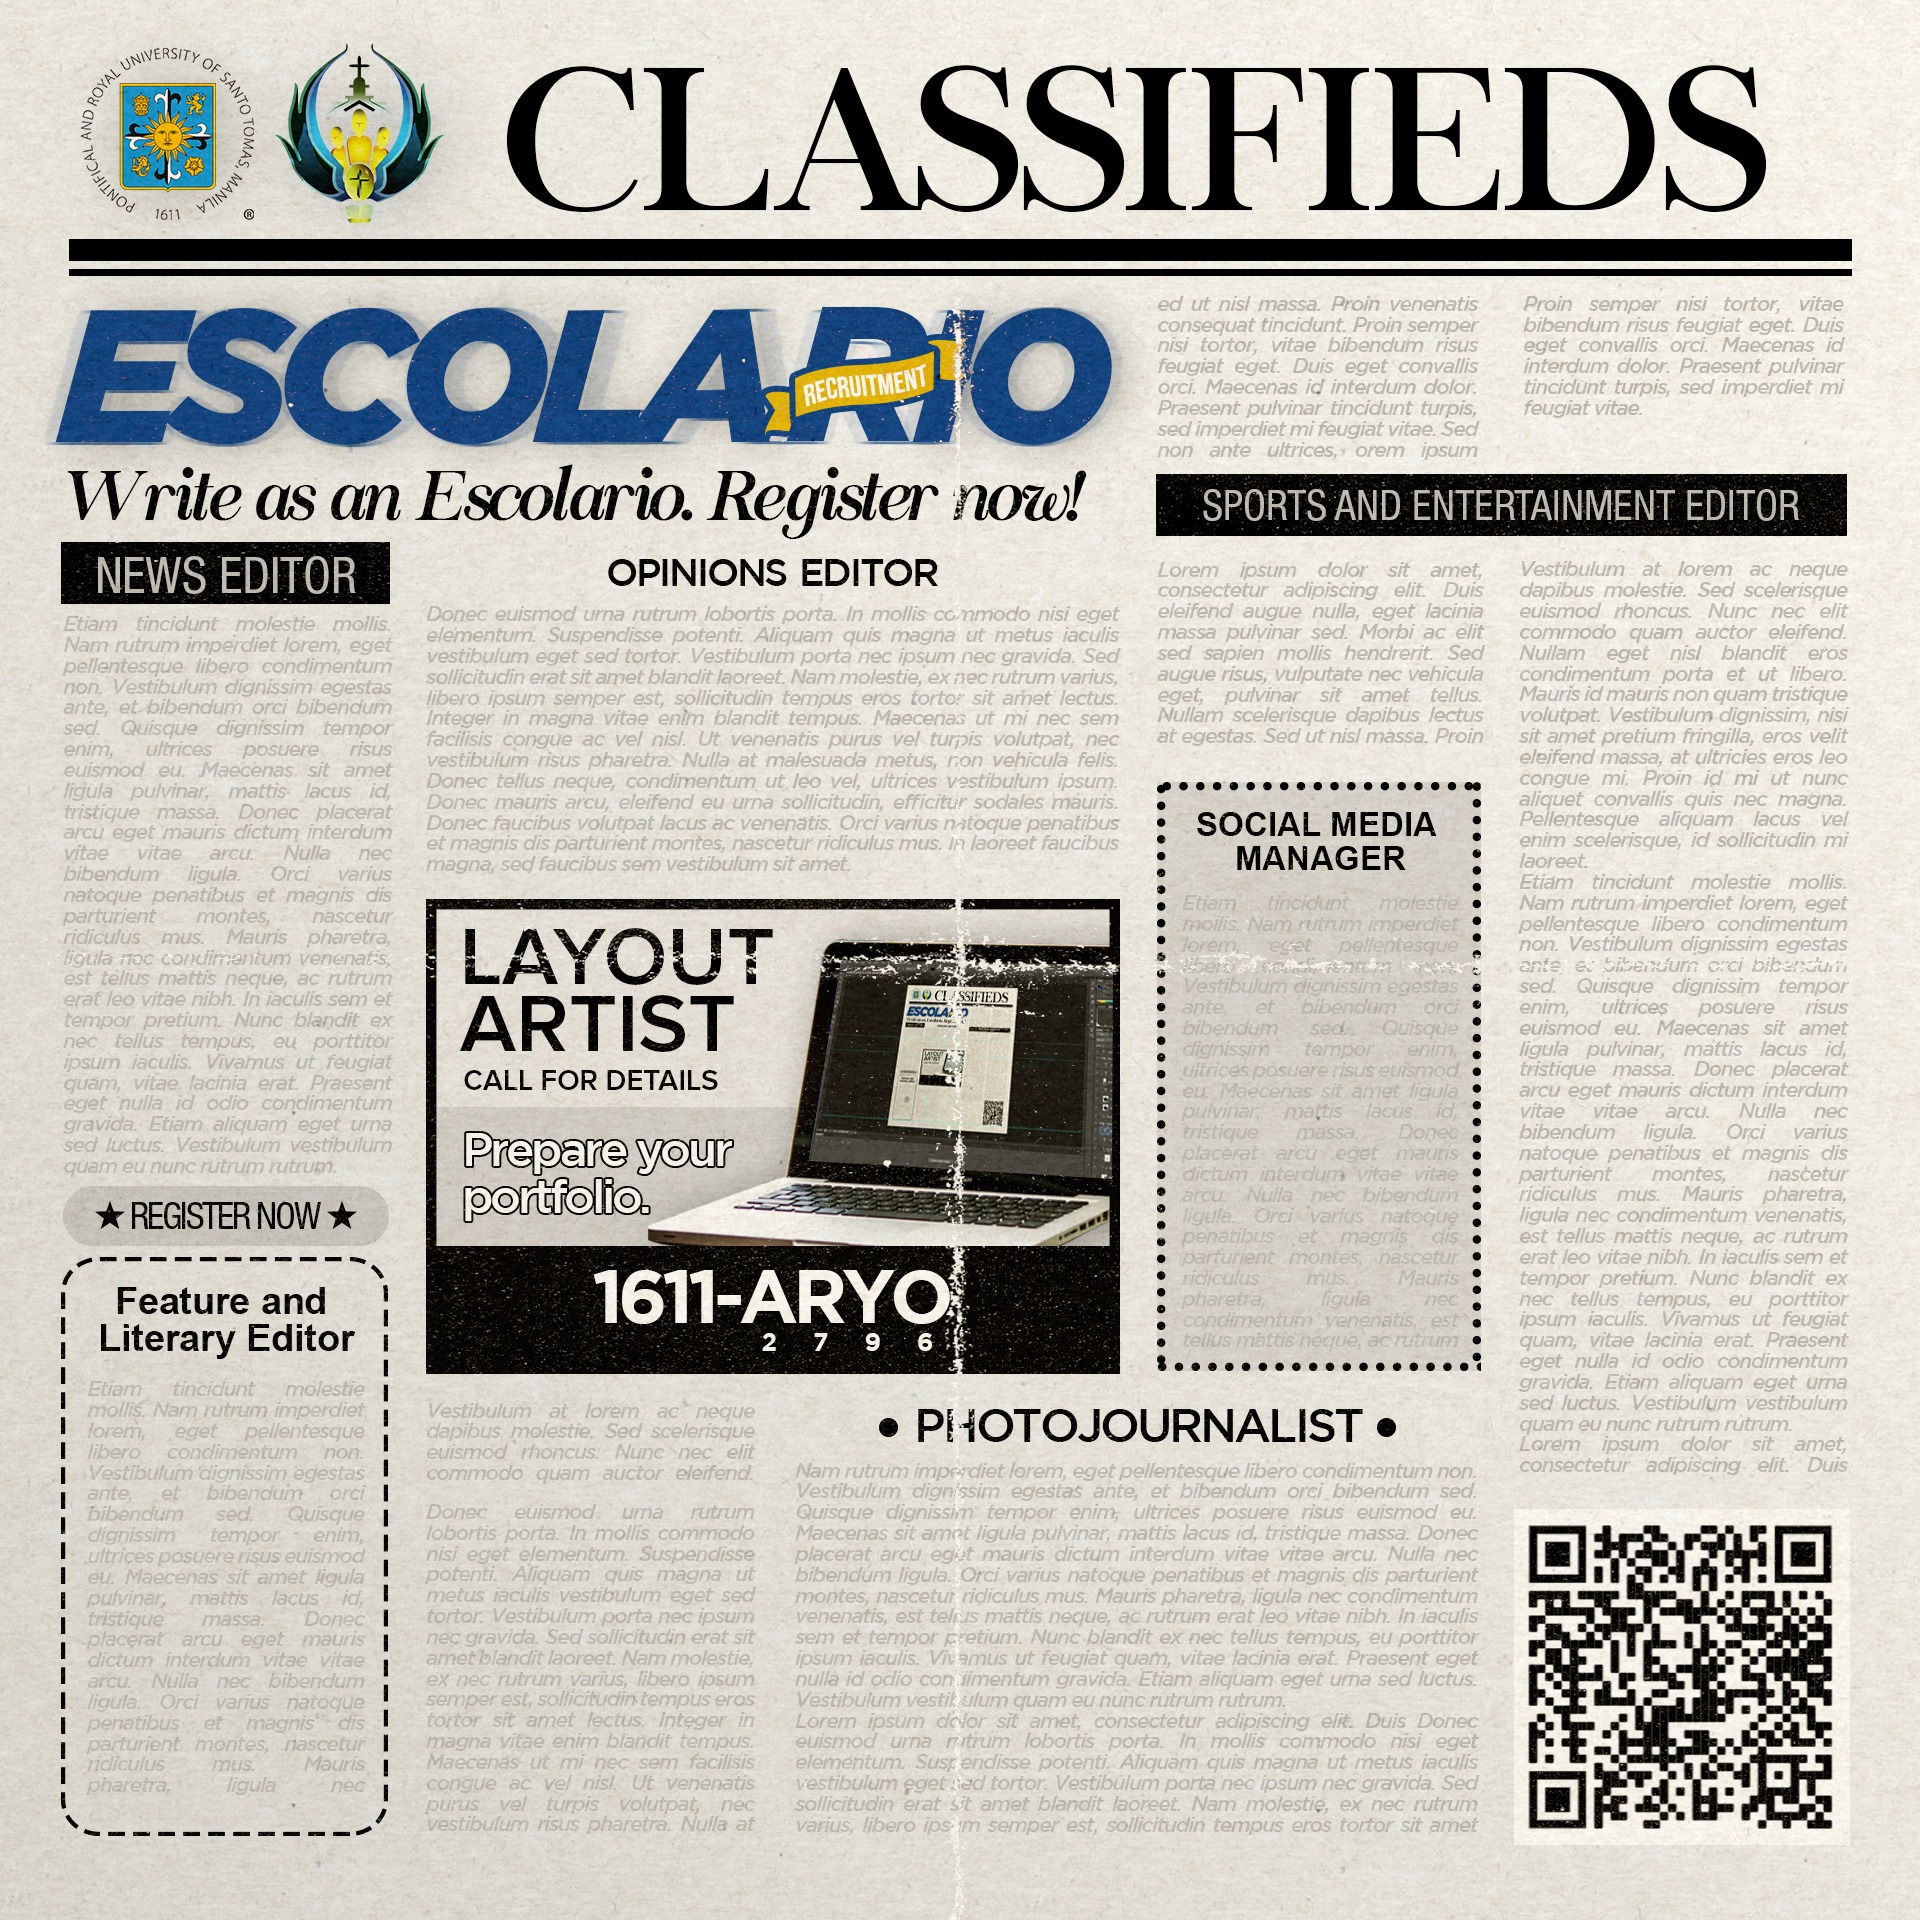 PONTIFICAL AND ROYAL UNIVERSITY OF SANTO TOMAS, MANILA
1611
®
CLASSIFIEDS
ESCOLARIO
RECRUITMENT
Write as an Escolario. Register now!
NEWS EDITOR
Etiam tincidunt molestie mollis.
Nam rutrum imperdiet lorem, eget
pellentesque libero condimentum
non. Vestibulum dignissim egestas
ante, et bibendum orci bibendum
sed. Quisque dignissim tempor
enim, ultrices posuere risus
euismod eu. Maecenas sit amet
ligula pulvinar, mattis lacus id,
tristique massa. Donec placerat
arcu eget mauris dictum interdum
vitae vitae arcu. Nulla nec
bibendum ligula. Orci varius
natoque penatibus et magnis dis
parturient montes, nascetur
ridiculus mus. Mauris pharetra,
ligula nec condimentum venenatis,
est tellus mattis neque, ac rutrum
erat leo vitae nibh. In iaculis sem et
tempor pretium. Nunc blandit ex
nec tellus tempus, eu porttitor
ipsum iaculis. Vivamus ut feugiat
quam, vitae lacinia erat. Praesent
eget nulla id odio condimentum
gravida. Etiam aliquam eget urna
sed luctus. Vestibulum vestibulum
quam eu nunc rutrum rutrum.
★ REGISTER NOW ★
Feature and
Literary Editor
Etiam tincidunt molestie
mollis. Nam rutrum imperdiet
lorem, eget pellentesque
libero condimentum non.
Vestibulum dignissim egestas
ante, et bibendum orci
bibendum sed. Quisque
dignissim tempor enim,
ultrices posuere risus euismod
eu. Maecenas sit amet ligula
pulvinar, mattis lacus id,
tristique massa. Donec
placerat arcu eget mauris
dictum interdum vitae vitae
arcu. Nulla nec bibendum
ligula. Orci varius natoque
penatibus et magnis dis
parturient montes, nascetur
ridiculus mus. Mauris
pharetra, ligula nec
OPINIONS EDITOR
Donec euismod urna rutrum lobortis porta. In mollis commodo nisi eget
elementum. Suspendisse potenti. Aliquam quis magna ut metus iaculis
vestibulum eget sed tortor. Vestibulum porta nec ipsum nec gravida. Sed
sollicitudin erat sit amet blandit laoreet. Nam molestie, ex nec rutrum varius,
libero ipsum semper est, sollicitudin tempus eros tortor sit amet lectus.
Integer in magna vitae enim blandit tempus. Maecenas ut mi nec sem
facilisis congue ac vel nisl. Ut venenatis purus vel turpis volutpat, nec
vestibulum risus pharetra. Nulla at malesuada metus, non vehicula felis.
Donec tellus neque, condimentum ut leo vel, ultrices vestibulum ipsum.
Donec mauris arcu, eleifend eu urna sollicitudin, efficitur sodales mauris.
Donec faucibus volutpat lacus ac venenatis. Orci varius natoque penatibus
et magnis dis parturient montes, nascetur ridiculus mus. In laoreet faucibus
magna, sed faucibus sem vestibulum sit amet.
LAYOUT
ARTIST
CALL FOR DETAILS
Prepare your
portfolio.
CLASSIFIEDS
ESCOLARIO
1611-ARYO
2 7 9 6
Vestibulum at lorem ac neque
dapibus molestie. Sed scelerisque
euismod rhoncus. Nunc nec elit
commodo quam auctor eleifend.
Donec euismod urna rutrum
lobortis porta. In mollis commodo
nisi eget elementum. Suspendisse
potenti. Aliquam quis magna ut
metus iaculis vestibulum eget sed
tortor. Vestibulum porta nec ipsum
nec gravida. Sed sollicitudin erat sit
amet blandit laoreet. Nam molestie,
ex nec rutrum varius, libero ipsum
semper est, sollicitudin tempus eros
tortor sit amet lectus. Integer in
magna vitae enim blandit tempus.
Maecenas ut mi nec sem facilisis
congue ac vel nisl. Ut venenatis
purus vel turpis volutpat, nec
vestibulum risus pharetra. Nulla at
• PHOTOJOURNALIST •
Nam rutrum imperdiet lorem, eget pellentesque libero condimentum non.
Vestibulum dignissim egestas ante, et bibendum orci bibendum sed.
Quisque dignissim tempor enim, ultrices posuere risus euismod eu.
Maecenas sit amet ligula pulvinar, mattis lacus id, tristique massa. Donec
placerat arcu eget mauris dictum interdum vitae vitae arcu. Nulla nec
bibendum ligula. Orci varius natoque penatibus et magnis dis parturient
montes, nascetur ridiculus mus. Mauris pharetra, ligula nec condimentum
venenatis, est tellus mattis neque, ac rutrum erat leo vitae nibh. In iaculis
sem et tempor pretium. Nunc blandit ex nec tellus tempus, eu porttitor
ipsum iaculis. Vivamus ut feugiat quam, vitae lacinia erat. Praesent eget
nulla id odio condimentum gravida. Etiam aliquam eget urna sed luctus.
Vestibulum vestibulum quam eu nunc rutrum rutrum.
Lorem ipsum dolor sit amet, consectetur adipiscing elit. Duis Donec
euismod urna rutrum lobortis porta. In mollis commodo nisi eget
elementum. Suspendisse potenti. Aliquam quis magna ut metus iaculis
vestibulum eget sed tortor. Vestibulum porta nec ipsum nec gravida. Sed
sollicitudin erat sit amet blandit laoreet. Nam molestie, ex nec rutrum
varius, libero ipsum semper est, sollicitudin tempus eros tortor sit amet
ed ut nisl massa. Proin venenatis
consequat tincidunt. Proin semper
nisi tortor, vitae bibendum risus
feugiat eget. Duis eget convallis
orci. Maecenas id interdum dolor.
Praesent pulvinar tincidunt turpis,
sed imperdiet mi feugiat vitae. Sed
non ante ultrices, orem ipsum
Proin semper nisi tortor, vitae
bibendum risus feugiat eget. Duis
eget convallis orci. Maecenas id
interdum dolor. Praesent pulvinar
tincidunt turpis, sed imperdiet mi
feugiat vitae.
SPORTS AND ENTERTAINMENT EDITOR
Lorem ipsum dolor sit amet,
consectetur adipiscing elit. Duis
eleifend augue nulla, eget lacinia
massa pulvinar sed. Morbi ac elit
sed sapien mollis hendrerit. Sed
augue risus, vulputate nec vehicula
eget, pulvinar sit amet tellus.
Nullam scelerisque dapibus lectus
at egestas. Sed ut nisl massa. Proin
SOCIAL MEDIA
MANAGER
Etiam tincidunt molestie
mollis. Nam rutrum imperdiet
lorem, eget pellentesque
libero condimentum non.
Vestibulum dignissim egestas
ante et bibendum orci
bibendum sed. Quisque
dignissim tempor enim,
ultrices posuere risus euismod
eu. Maecenas sit amet ligula
pulvinar, mattis lacus id,
tristique massa. Donec
placerat arcu eget mauris
dictum interdum vitae vitae
arcu. Nulla nec bibendum
ligula. Orci varius natoque
penatibus et magnis dis
parturient montes, nascetur
ridiculus mus. Mauris
pharetra, ligula nec
condimentum venenatis, est
tellus mattis neque, ac rutrum
Vestibulum at lorem ac neque
dapibus molestie. Sed scelerisque
euismod rhoncus. Nunc nec elit
commodo quam auctor eleifend.
Nullam eget nisl blandit eros
condimentum porta et ut libero.
Mauris id mauris non quam tristique
volutpat. Vestibulum dignissim, nisi
sit amet pretium fringilla, eros velit
eleifend massa, at ultricies eros leo
congue mi. Proin id mi ut nunc
aliquet convallis quis nec magna.
Pellentesque aliquam lacus vel
enim scelerisque, id sollicitudin mi
laoreet.
Etiam tincidunt molestie mollis.
Nam rutrum imperdiet lorem, eget
pellentesque libero condimentum
non. Vestibulum dignissim egestas
ante, et bibendum orci bibendum
sed. Quisque dignissim tempor
enim, ultrices posuere risus
euismod eu. Maecenas sit amet
ligula pulvinar, mattis lacus id,
tristique massa. Donec placerat
arcu eget mauris dictum interdum
vitae vitae arcu. Nulla nec
bibendum ligula. Orci varius
natoque penatibus et magnis dis
parturient montes, nascetur
ridiculus mus. Mauris pharetra,
ligula nec condimentum venenatis,
est tellus mattis neque, ac rutrum
erat leo vitae nibh. In iaculis sem et
tempor pretium. Nunc blandit ex
nec tellus tempus, eu porttitor
ipsum iaculis. Vivamus ut feugiat
quam, vitae lacinia erat. Praesent
eget nulla id odio condimentum
gravida. Etiam aliquam eget urna
sed luctus. Vestibulum vestibulum
quam eu nunc rutrum rutrum.
Lorem ipsum dolor sit amet,
consectetur adipiscing elit. Duis